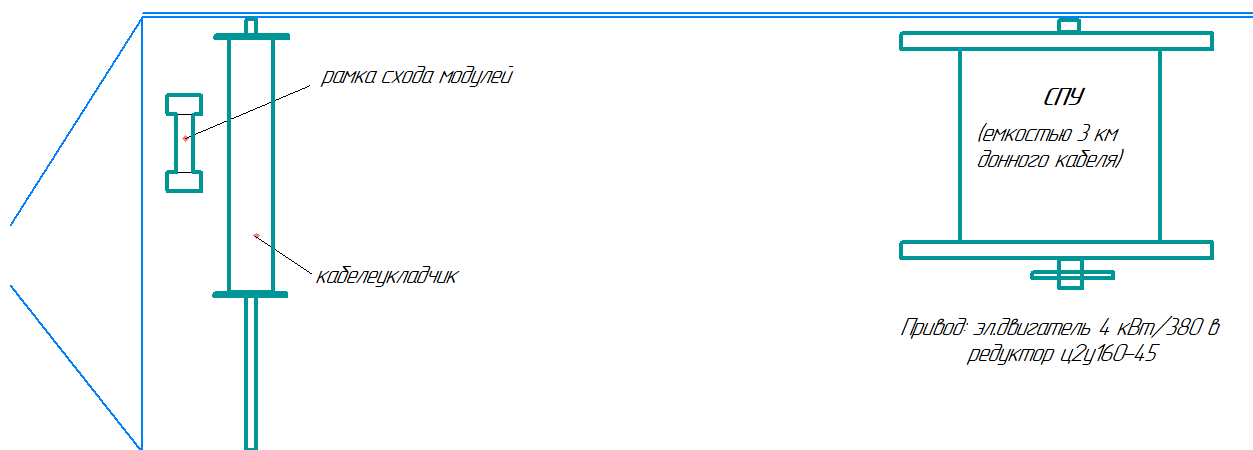 рамка схода модулей
СПУ
(емкостью 3 км
донного кабеля)
кабелеукладчик
Привод: эл.двигатель 4 кВт/380 в
редуктор ц2у160-45